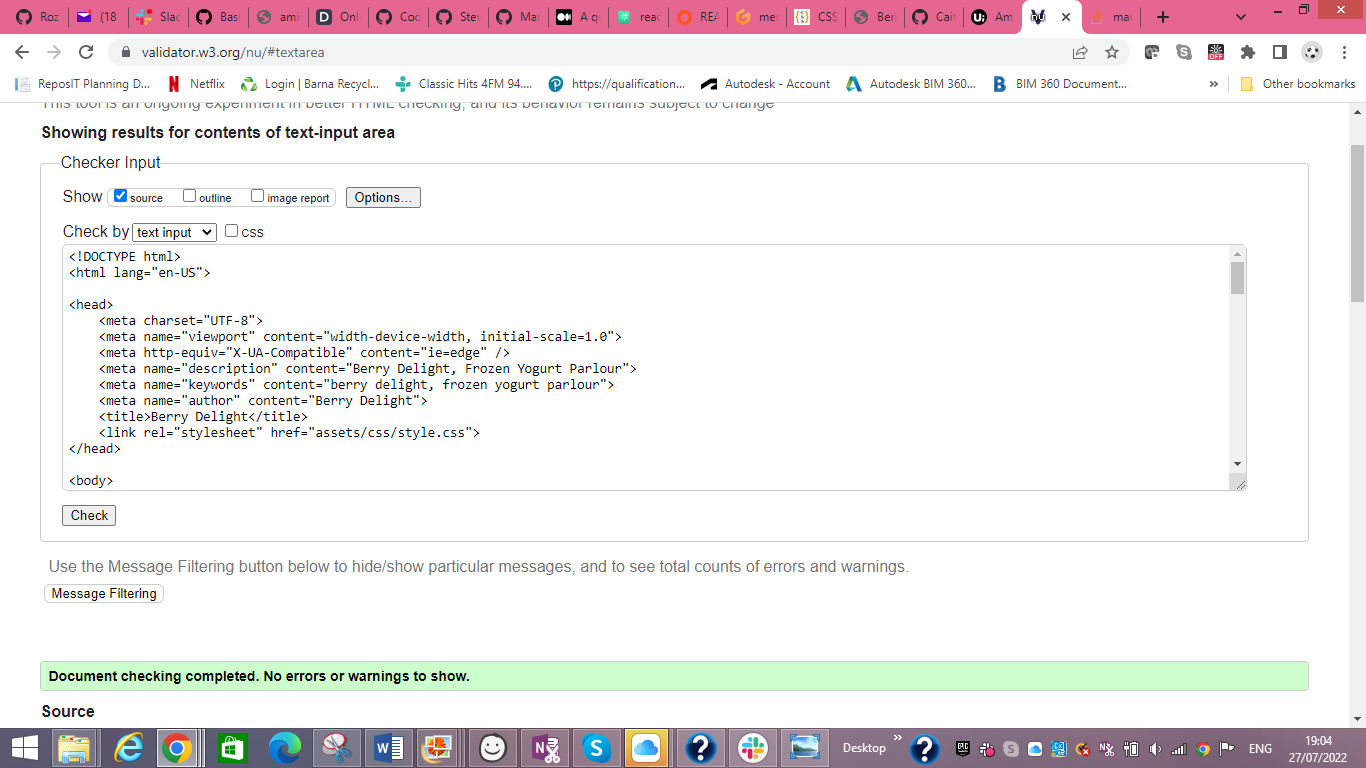 Roz
(18
Slac
Bas
ami
Onl
Coc
Stev
Mar
A q
reac
REA
mer
CSS
Ber
Cait
Am
mar
validator.w3.org/nu/#textarea
OFF
ReposIT Planning D...
Netflix
Login | Barna Recycl...
Classic Hits 4FM 94....
https://qualification...
Autodesk - Account
Autodesk BIM 360...
BIM 360 Document...
»
Other bookmarks
This tool is an ongoing experiment in better HTML checking, and its behavior remains subject to change
Showing results for contents of text-input area
Checker Input
Show source outline image report Options...
Check by text input css
<!DOCTYPE html>
<html lang="en-US">
<head>
<meta charset="UTF-8">
<meta name="viewport" content="width-device-width, initial-scale=1.0">
<meta http-equiv="X-UA-Compatible" content="ie=edge" />
<meta name="description" content="Berry Delight, Frozen Yogurt Parlour">
<meta name="keywords" content="berry delight, frozen yogurt parlour">
<meta name="author" content="Berry Delight">
<title>Berry Delight</title>
<link rel="stylesheet" href="assets/css/style.css">
</head>
<body>
Check
Use the Message Filtering button below to hide/show particular messages, and to see total counts of errors and warnings.
Message Filtering
Document checking completed. No errors or warnings to show.
Source
Desktop
»
ENG
19:04
27/07/2022